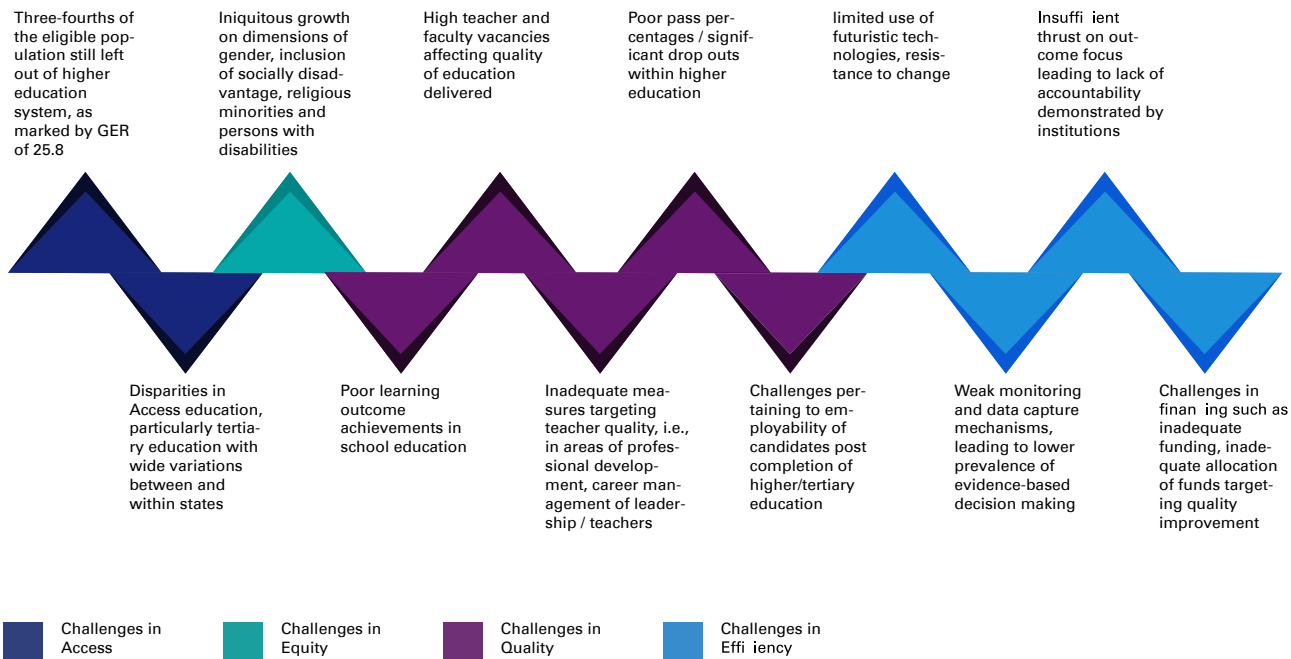 Three-fourths of
the eligible pop-
ulation still left
out of higher
education
system, as
marked by GER
of 25.8
Iniquitous growth
on dimensions of
gender, inclusion
of socially disad-
vantage, religious
minorities and
persons with
disabilities
High teacher and
faculty vacancies
affecting quality
of education
delivered
Poor pass per-
centages / signif-
icant drop outs
within higher
education
limited use of
futuristic tech-
nologies, resis-
tance to change
Insuffi ient
thrust on out-
come focus
leading to lack of
accountability
demonstrated by
institutions
Disparities in
Access education,
particularly tertia-
ry education with
wide variations
between and
within states
Poor learning
outcome
achievements in
school education
Inadequate mea-
sures targeting
teacher quality, i.e.,
in areas of profes-
sional develop-
ment, career man-
agement of leader-
ship / teachers
Challenges per-
taining to em-
ployability of
candidates post
completion of
higher/tertiary
education
Weak monitoring
and data capture
mechanisms,
leading to lower
prevalence of
evidence-based
decision making
Challenges in
finan ing such as
inadequate
funding, inade-
quate allocation
of funds target-
ing quality
improvement
Challenges in
Access
Challenges in
Equity
Challenges in
Quality
Challenges in
Effi iency